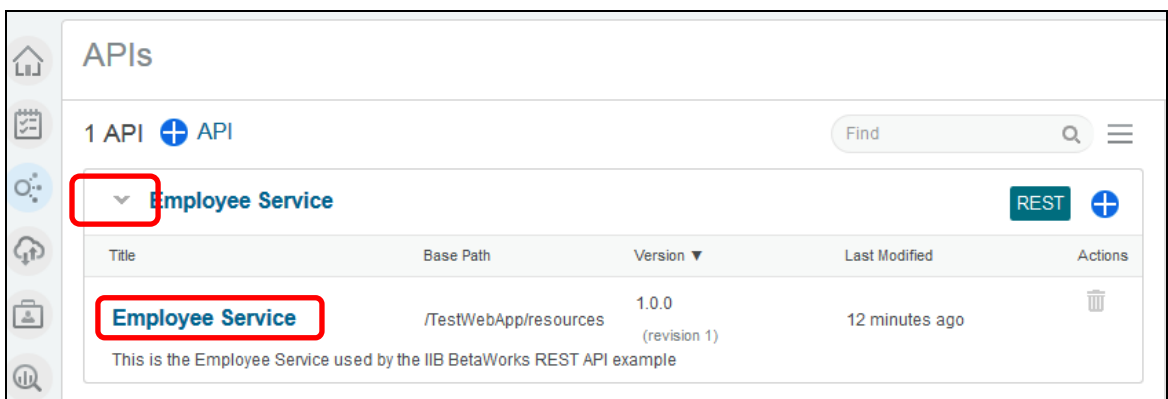 APIs
1 API API Find
Employee Service REST
Title Base Path Version ▼ Last Modified Actions
1.0.0
Employee Service /TestWebApp/resources 12 minutes ago
(revision 1)
This is the Employee Service used by the IIB BetaWorks REST API example